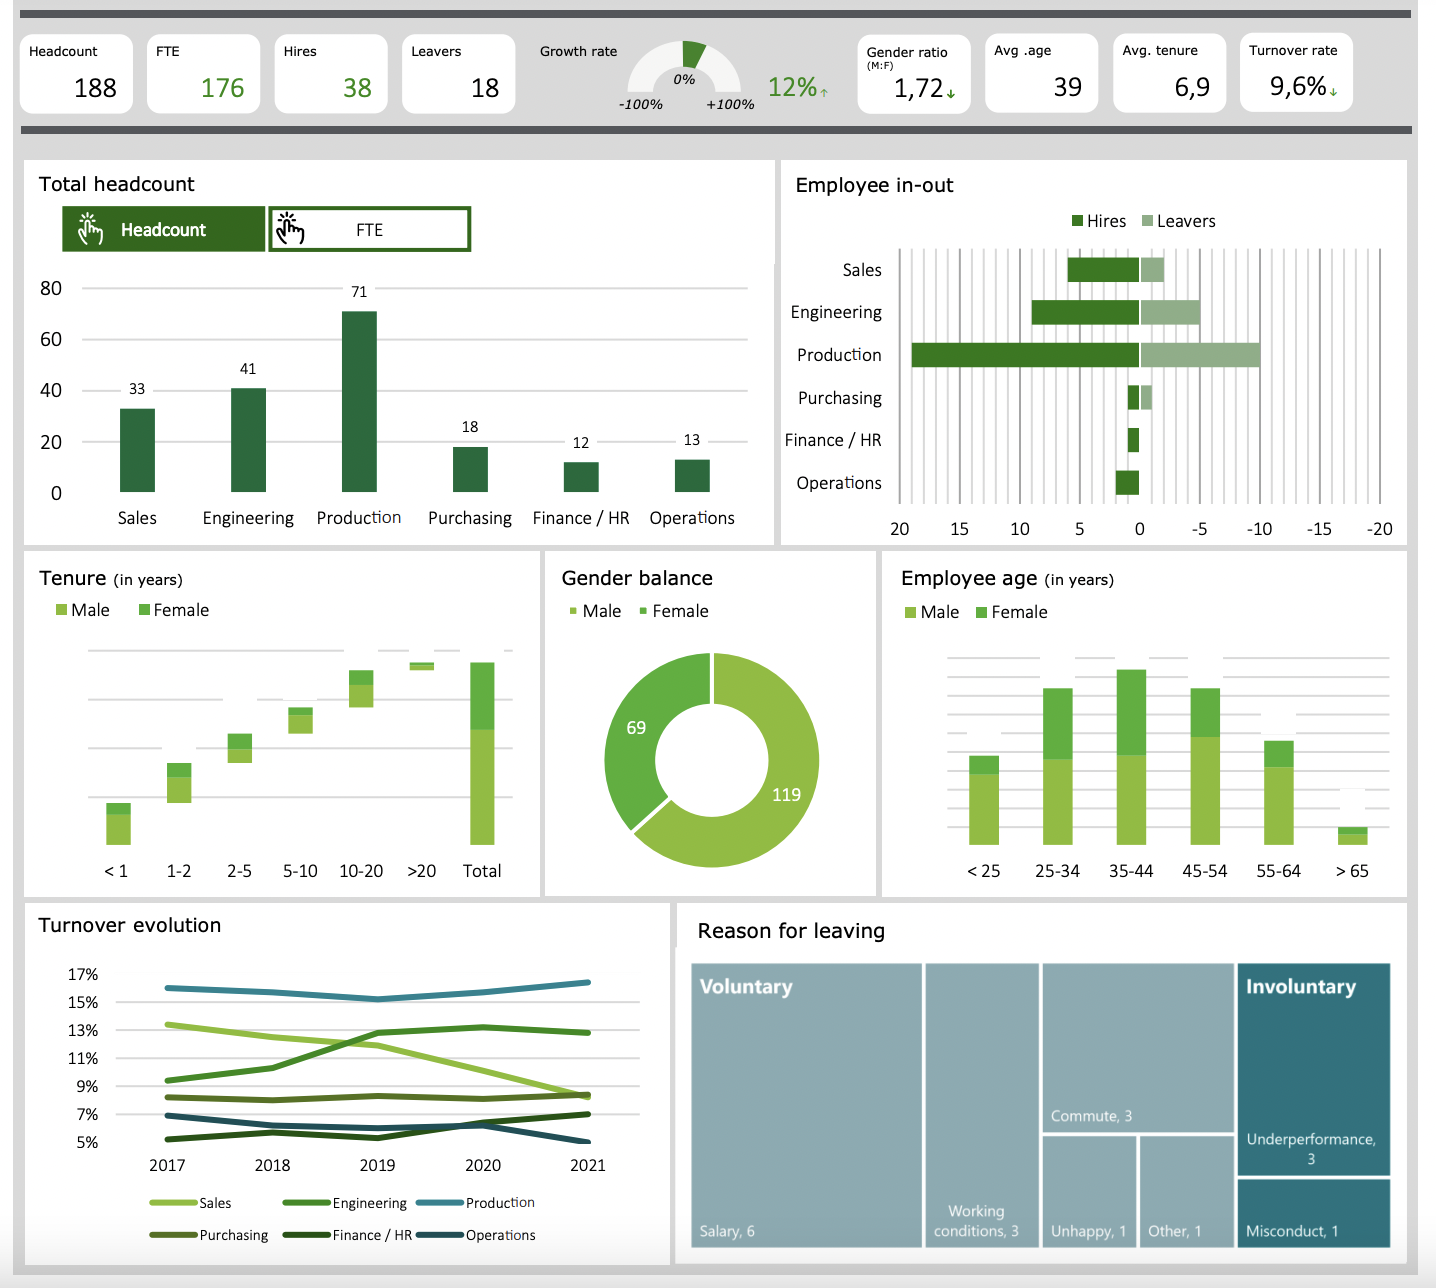 Headcount
188
FTE
176
Hires
38
Leavers
18
Growth rate
0%
-100% +100%
12%↑
Gender ratio
(M:F)
1,72↓
Avg .age
39
Avg. tenure
6,9
Turnover rate
9,6%↓
Total headcount
Headcount FTE
80
60
40
20
0
33
41
71
18
12
13
Sales Engineering Production Purchasing Finance / HR Operations
Employee in-out
Hires Leavers
Sales
Engineering
Production
Purchasing
Finance / HR
Operations
20 15 10 5 0 -5 -10 -15 -20
Tenure (in years)
Male Female
< 1 1-2 2-5 5-10 10-20 >20 Total
Gender balance
Male Female
69
119
Employee age (in years)
Male Female
< 25 25-34 35-44 45-54 55-64 > 65
Turnover evolution
17%
15%
13%
11%
9%
7%
5%
2017 2018 2019 2020 2021
Sales Engineering Production
Purchasing Finance / HR Operations
Reason for leaving
Voluntary
Salary, 6
Working
conditions, 3
Commute, 3
Unhappy, 1
Other, 1
Involuntary
Underperformance,
3
Misconduct, 1